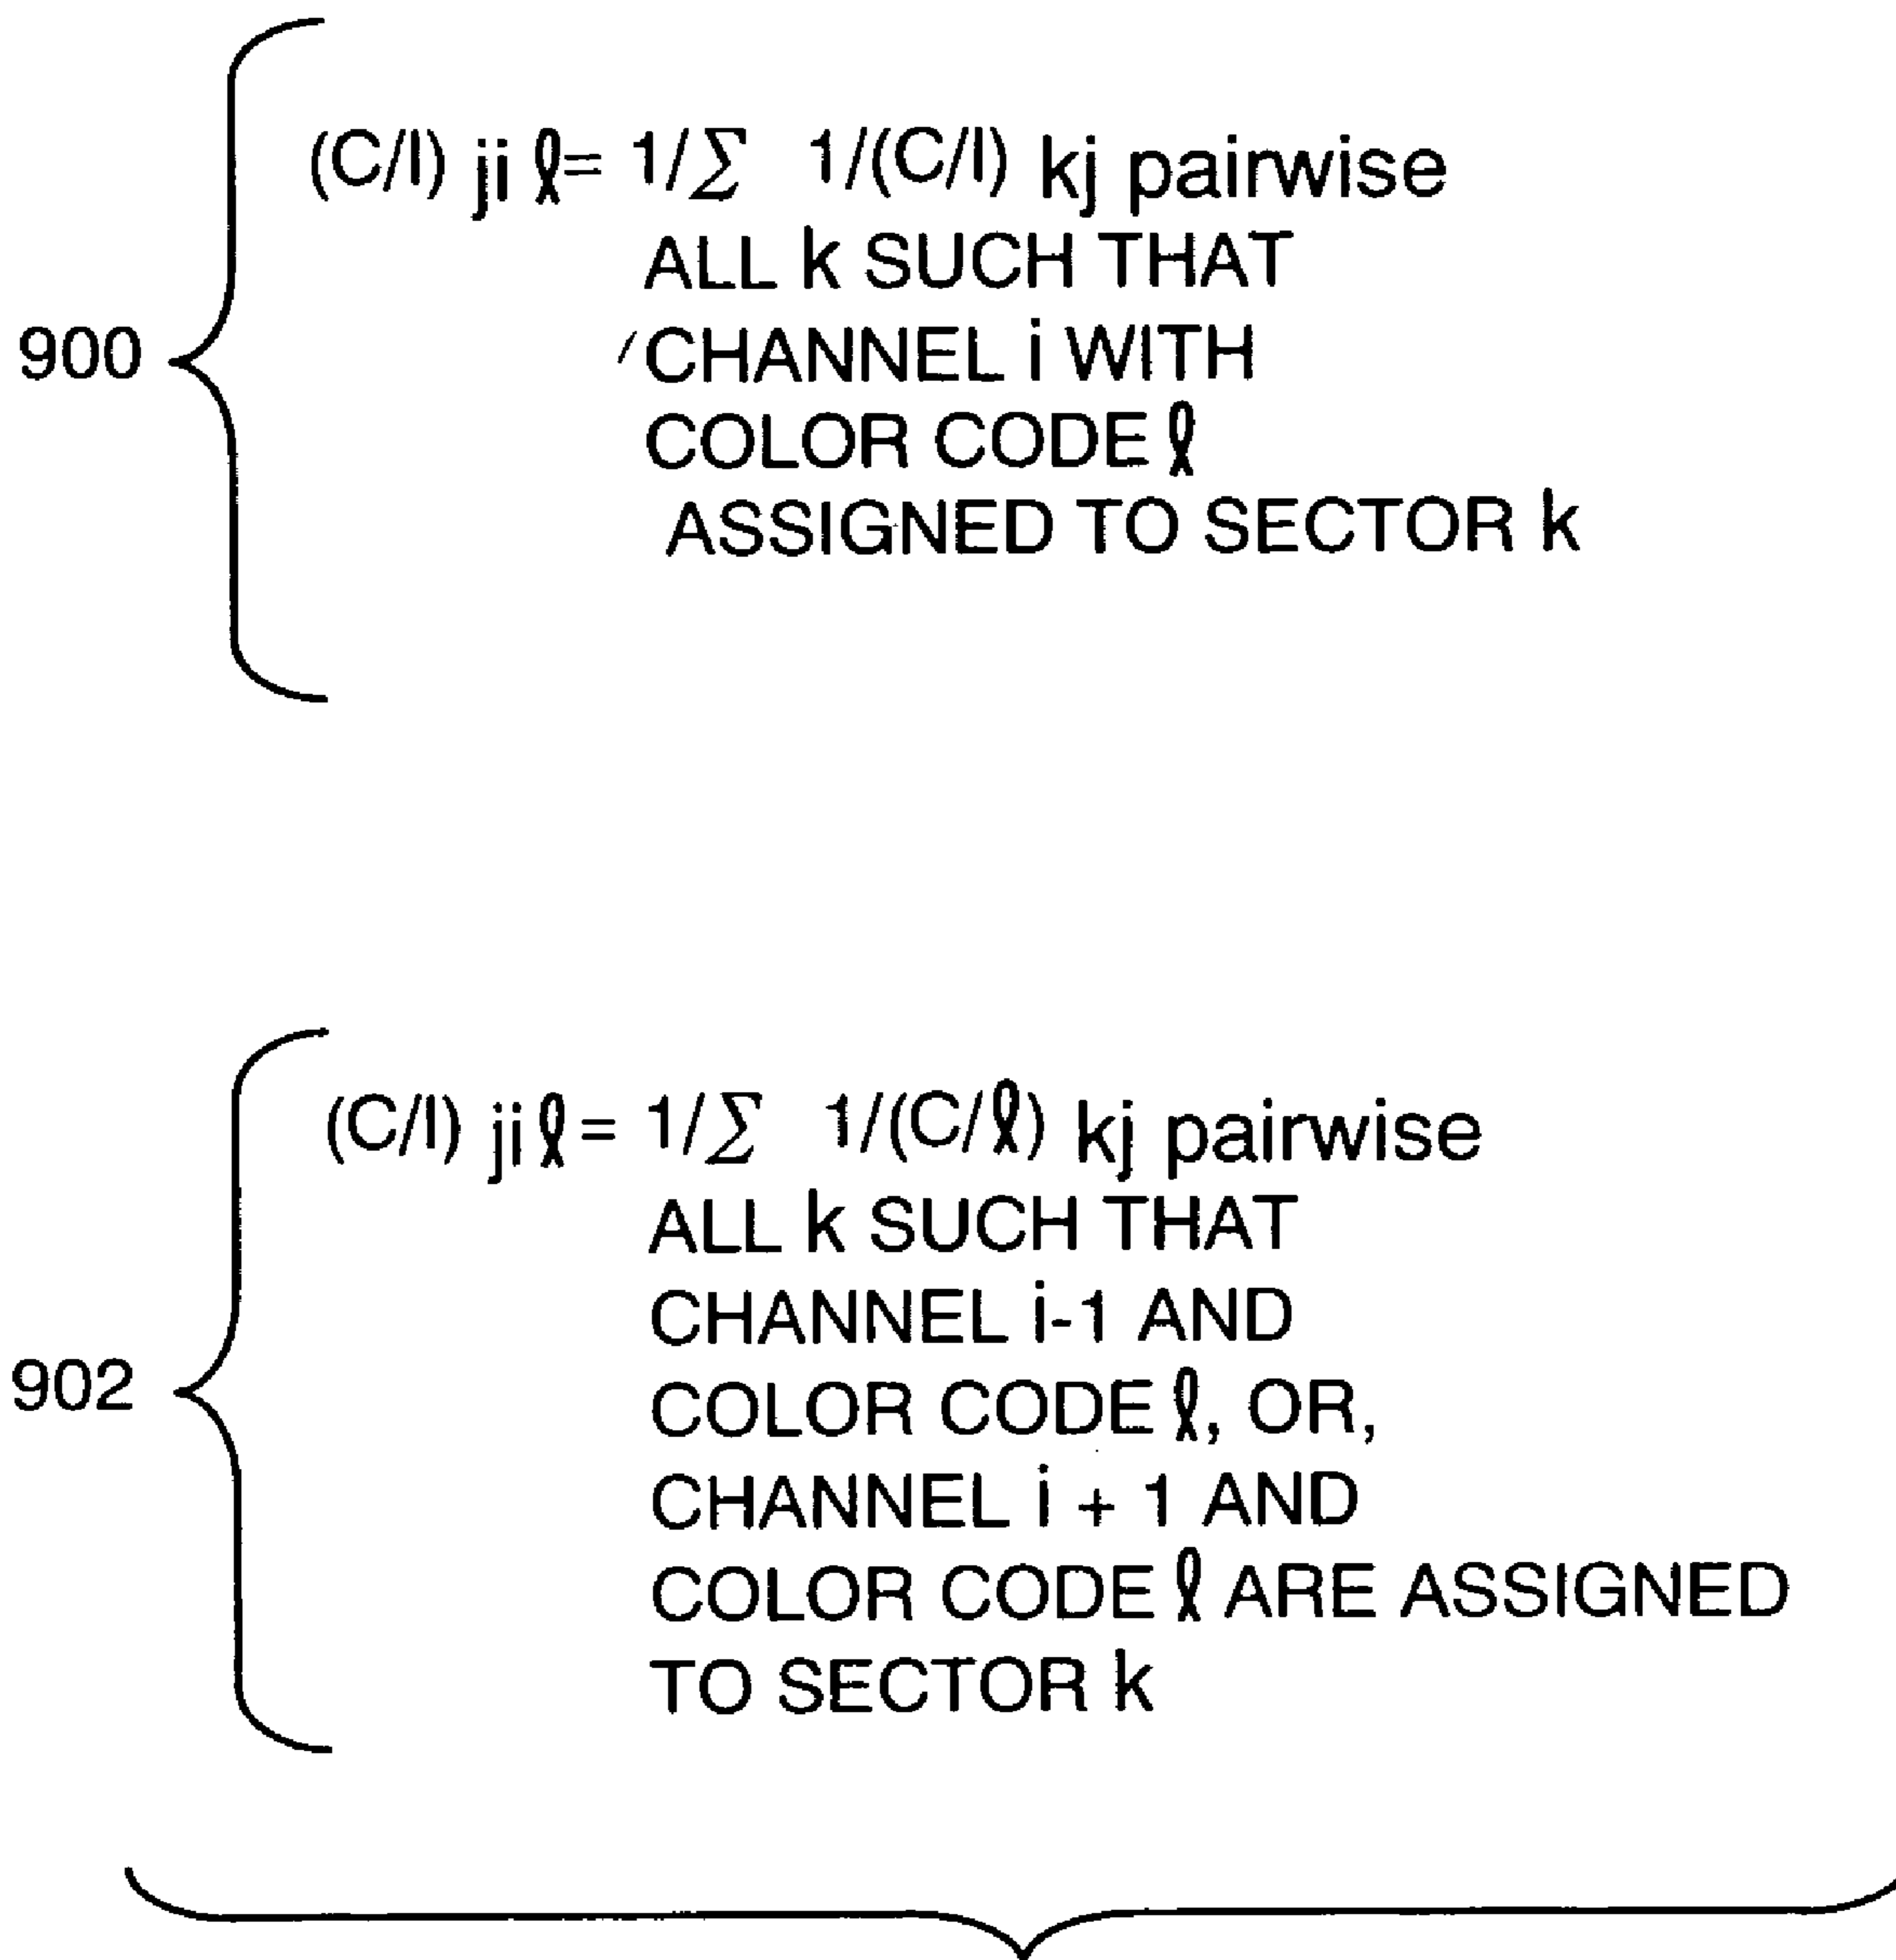 (C/I) ji ℓ = 1/∑ 1/(C/I) kj pairwise
ALL k SUCH THAT
CHANNEL i WITH
900
COLOR CODE ℓ
ASSIGNED TO SECTOR k
(C/I) ji ℓ = 1/∑ 1/(C/ℓ) kj pairwise
ALL k SUCH THAT
CHANNEL i-1 AND
902
COLOR CODE ℓ, OR,
CHANNEL i + 1 AND
COLOR CODE ℓ ARE ASSIGNED
TO SECTOR k